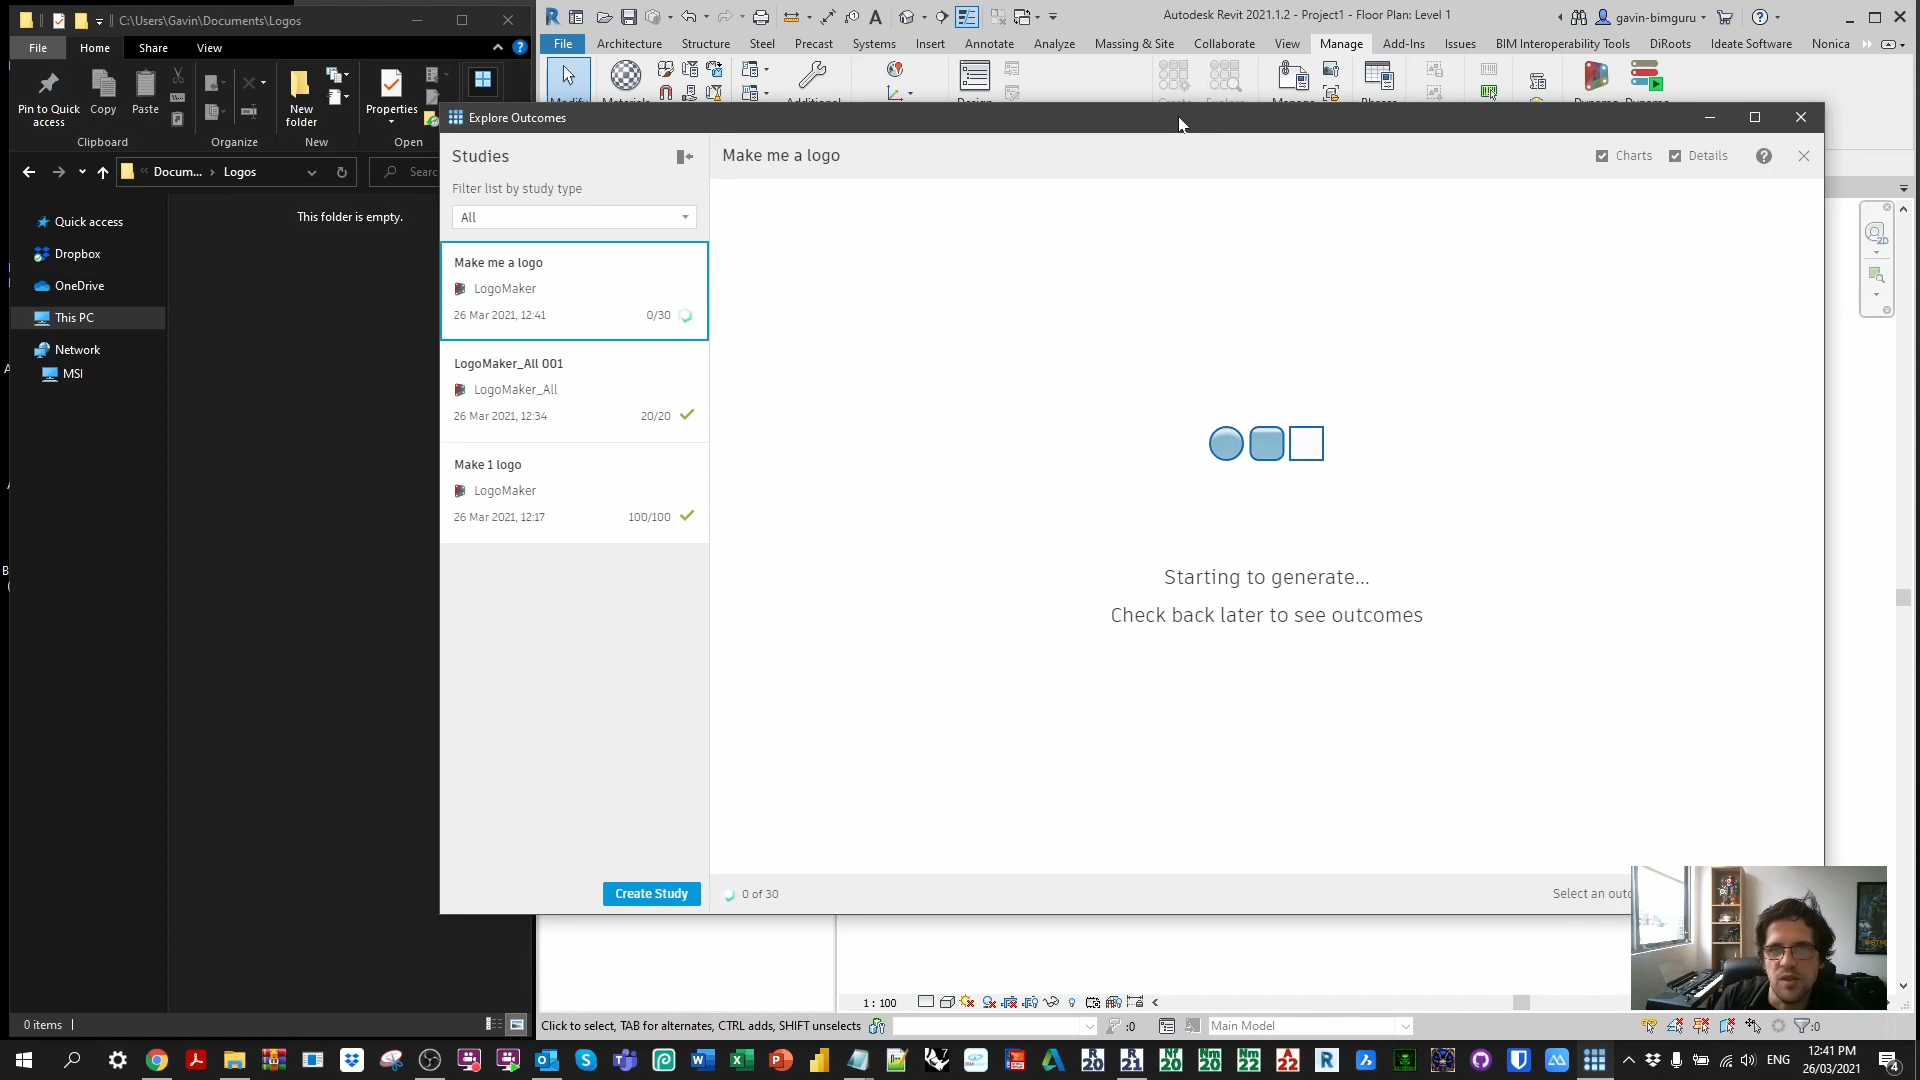 C:\Users\Gavin\Documents\Logos
File
Home
Share
View
Pin to Quick access
Copy
Paste
New folder
Properties
Clipboard
Organize
New
Open
Docum...
Logos
Searc
Quick access
Dropbox
OneDrive
This PC
Network
MSI
This folder is empty.
0 items
Autodesk Revit 2021.1.2 - Project1 - Floor Plan: Level 1
gavin-bimguru
File
Architecture
Structure
Steel
Precast
Systems
Insert
Annotate
Analyze
Massing & Site
Collaborate
View
Manage
Add-Ins
Issues
BIM Interoperability Tools
DiRoots
Ideate Software
Nonica
Explore Outcomes
Studies
Filter list by study type
All
Make me a logo
LogoMaker
26 Mar 2021, 12:41
0/30
LogoMaker_All 001
LogoMaker_All
26 Mar 2021, 12:34
20/20
Make 1 logo
LogoMaker
26 Mar 2021, 12:17
100/100
Create Study
Make me a logo
Charts
Details
Starting to generate...
Check back later to see outcomes
0 of 30
Select an outc
2D
1 : 100
Click to select, TAB for alternates, CTRL adds, SHIFT unselects
:0
Main Model
:0
ENG
12:41 PM
26/03/2021
4